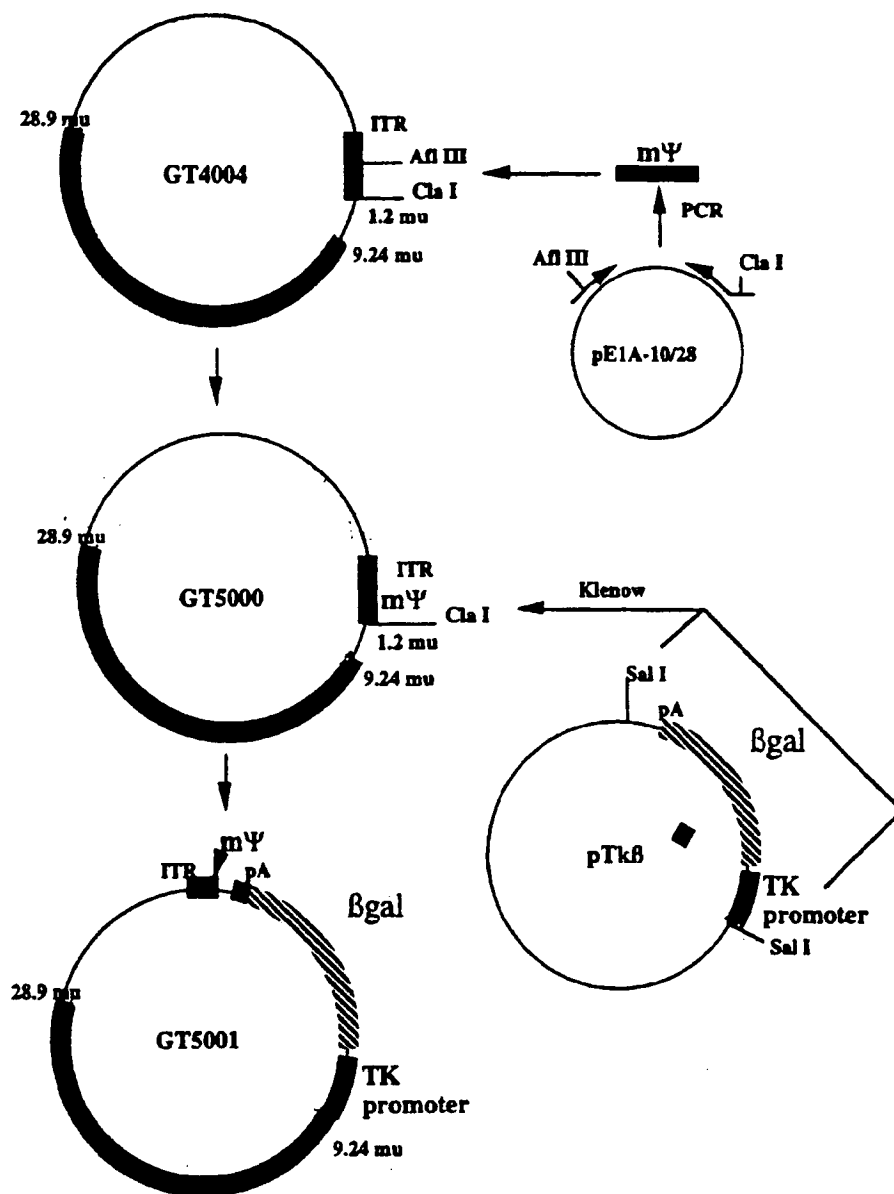 28.9 mu
ITR
Afl III
GT4004
Cla I
1.2 mu
9.24 mu
mΨ
PCR
Afl III
Cla I
pE1A-10/28
28.9 mu
ITR
mΨ
GT5000
Cla I
1.2 mu
9.24 mu
Klenow
Sal I
pA
ßgal
pTkß
TK
promoter
Sal I
mΨ
ITR
pA
ßgal
28.9 mu
GT5001
TK
promoter
9.24 mu